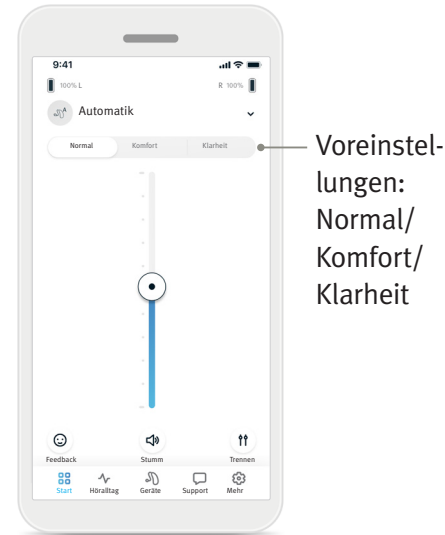 9:41
100% L
R 100%
Automatik
Normal Komfort Klarheit
Voreinstel-
lungen:
Normal/
Komfort/
Klarheit
Feedback Stumm Trennen
Start Höralltag Geräte Support Mehr